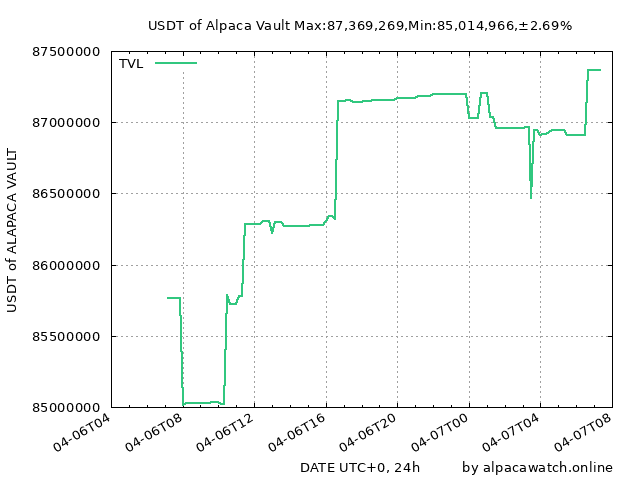 USDT of Alpaca Vault Max:87,369,269,Min:85,014,966,±2.69%
87500000
TVL
87000000
86500000
86000000
85500000
85000000
USDT of ALAPACA VAULT
04-06T04
04-06T08
04-06T12
04-06T16
04-06T20
04-07T00
04-07T04
04-07T08
DATE UTC+0, 24h
by alpacawatch.online